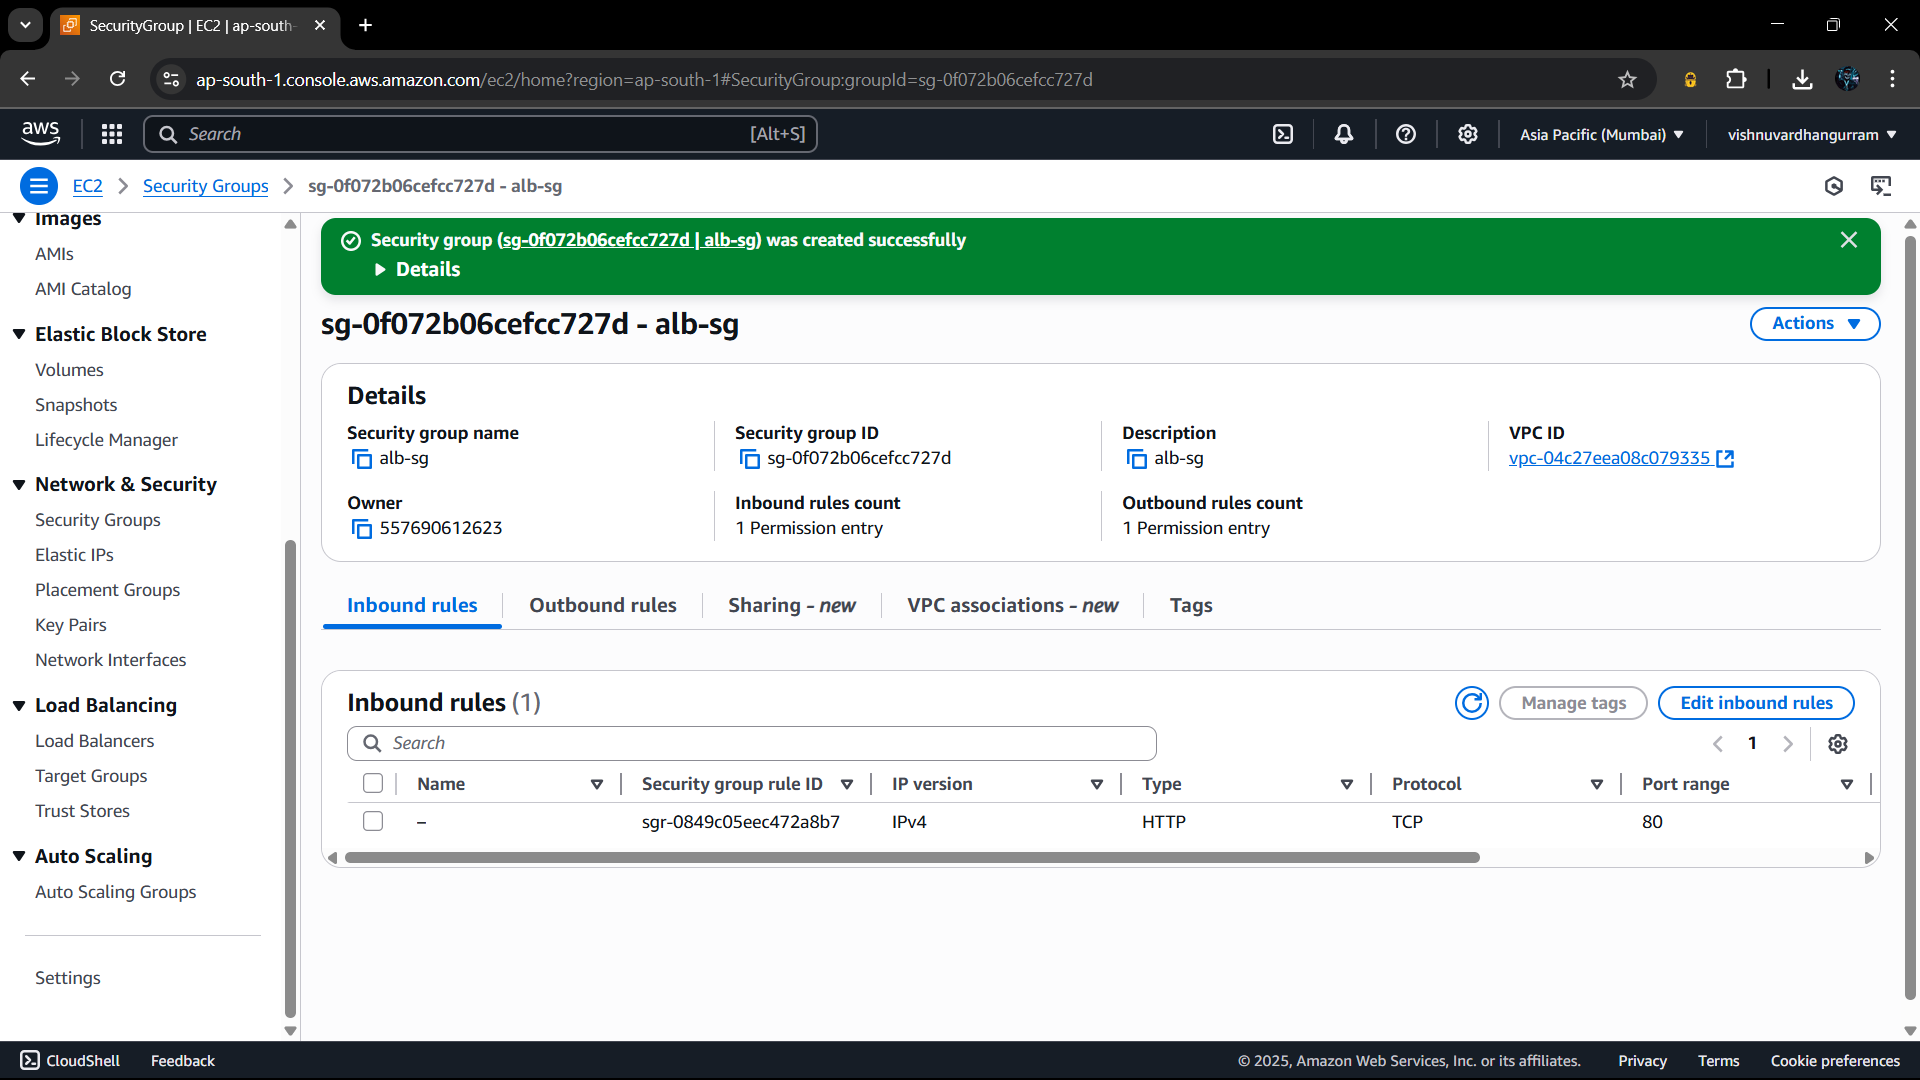 SecurityGroup | EC2 | ap-south-
ap-south-1.console.aws.amazon.com/ec2/home?region=ap-south-1#SecurityGroup:groupId=sg-0f072b06cefcc727d
aws
Search
[Alt+S]
Asia Pacific (Mumbai)
vishnuvardhangurram
EC2
Security Groups
sg-0f072b06cefcc727d - alb-sg
Images
AMIs
AMI Catalog
Elastic Block Store
Volumes
Snapshots
Lifecycle Manager
Network & Security
Security Groups
Elastic IPs
Placement Groups
Key Pairs
Network Interfaces
Load Balancing
Load Balancers
Target Groups
Trust Stores
Auto Scaling
Auto Scaling Groups
Settings
Security group (sg-0f072b06cefcc727d | alb-sg) was created successfully
Details
sg-0f072b06cefcc727d - alb-sg
Actions
Details
Security group name
alb-sg
Security group ID
sg-0f072b06cefcc727d
Description
alb-sg
VPC ID
vpc-04c27eea08c079335
Owner
557690612623
Inbound rules count
1 Permission entry
Outbound rules count
1 Permission entry
Inbound rules
Outbound rules
Sharing - new
VPC associations - new
Tags
Inbound rules (1)
Manage tags
Edit inbound rules
Search
1
Name
Security group rule ID
IP version
Type
Protocol
Port range
–
sgr-0849c05eec472a8b7
IPv4
HTTP
TCP
80
CloudShell
Feedback
© 2025, Amazon Web Services, Inc. or its affiliates.
Privacy
Terms
Cookie preferences